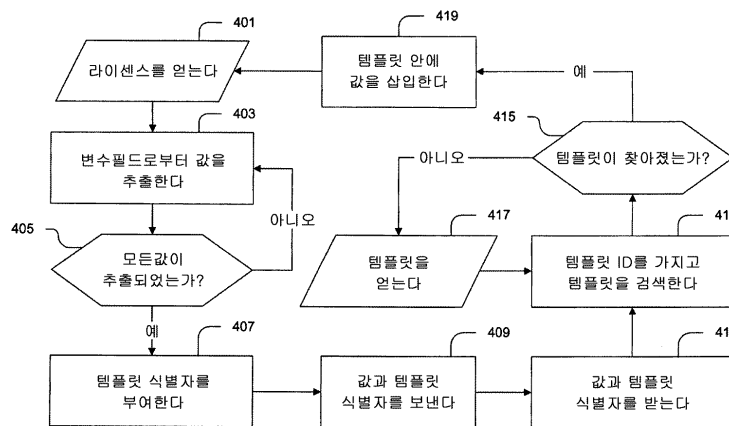 401
라이센스를 얻는다
419
템플릿 안에
값을 삽입한다
예
403
변수필드로부터 값을
추출한다
415
템플릿이 찾아졌는가?
아니오
아니오
405
모든값이
추출되었는가?
417
템플릿을
얻는다
41
템플릿 ID를 가지고
템플릿을 검색한다
예
407
템플릿 식별자를
부여한다
409
값과 템플릿
식별자를 보낸다
41
값과 템플릿
식별자를 받는다